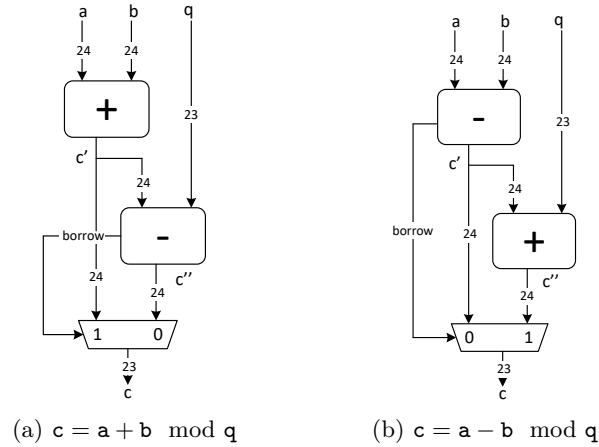 a b q
24 24
+
23
c'
24
borrow
-
24
c''
24
1 0
23
c
(a) c = a + b mod q
a b q
24 24
-
23
c'
24
borrow
24
+
c''
24
0 1
23
c
(b) c = a − b mod q